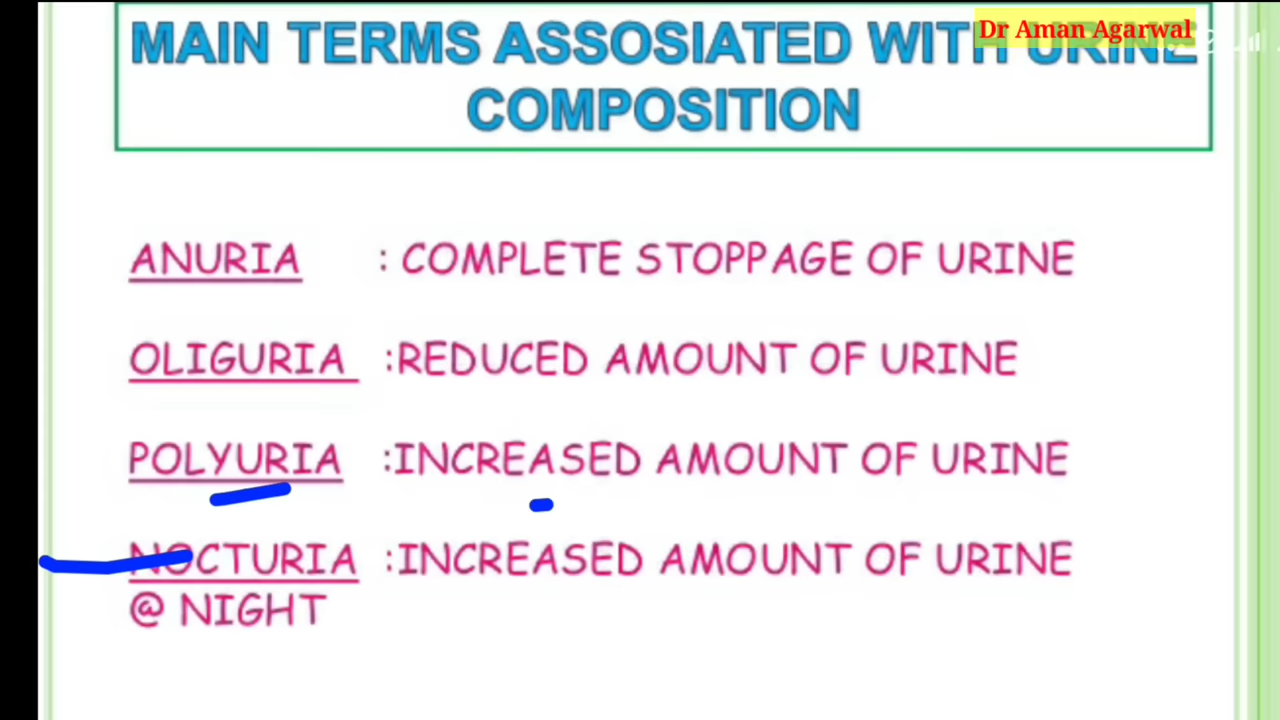 MAIN TERMS ASSOSIATED WITH URINE
Dr Aman Agarwal
COMPOSITION
ANURIA : COMPLETE STOPPAGE OF URINE
OLIGURIA :REDUCED AMOUNT OF URINE
POLYURIA :INCREASED AMOUNT OF URINE
NOCTURIA :INCREASED AMOUNT OF URINE
@ NIGHT